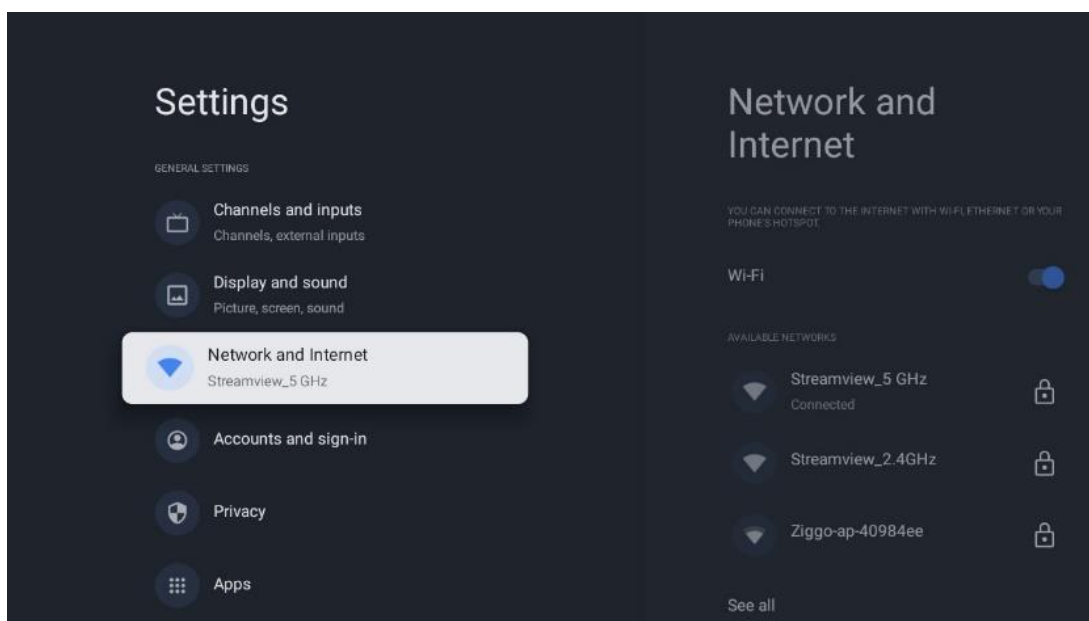 Settings
GENERAL SETTINGS
Channels and inputs
Channels, external inputs
Display and sound
Picture, screen, sound
Network and Internet
Streamview_5 GHz
Accounts and sign-in
Privacy
Apps
Network and
Internet
YOU CAN CONNECT TO THE INTERNET WITH WI-FI, ETHERNET OR YOUR
PHONE'S HOTSPOT.
Wi-Fi
AVAILABLE NETWORKS
Streamview_5 GHz
Connected
Streamview_2.4GHz
Ziggo-ap-40984ee
See all